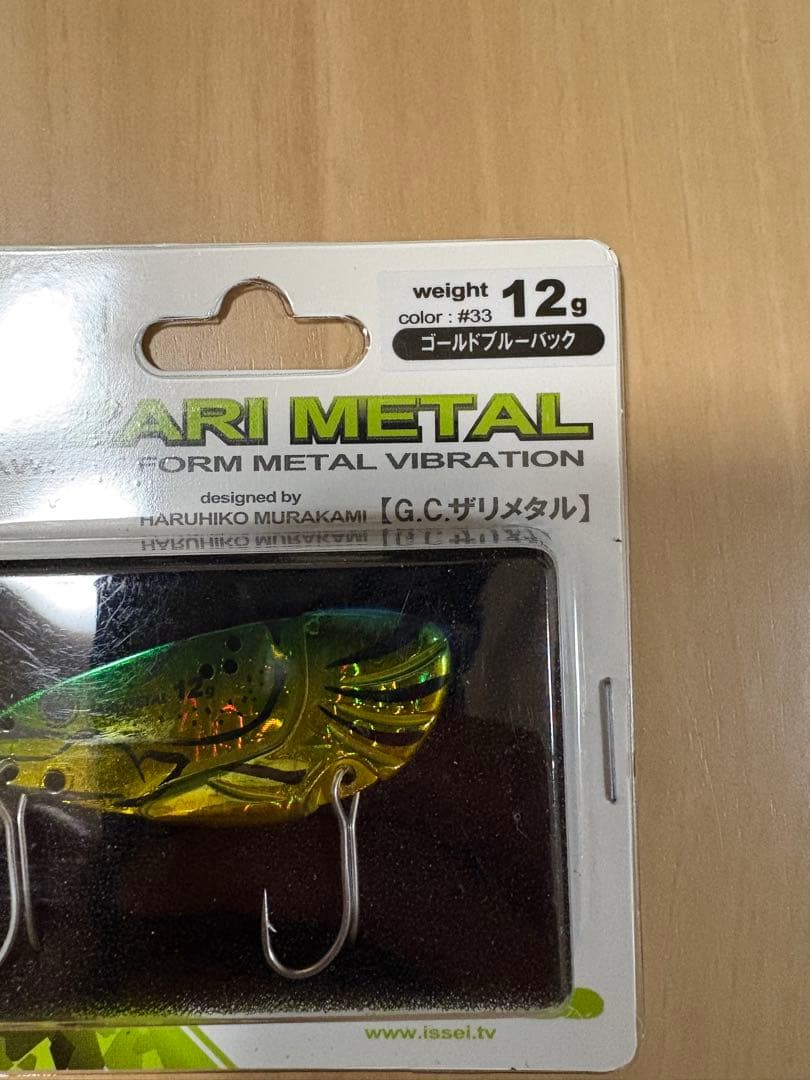 weight 12g
color : #33
ゴールドブルーバック
ARI METAL
FORM METAL VIBRATION
designed by
HARUHIKO MURAKAMI【G.C.ザリメタル】
12g
www.issei.tv